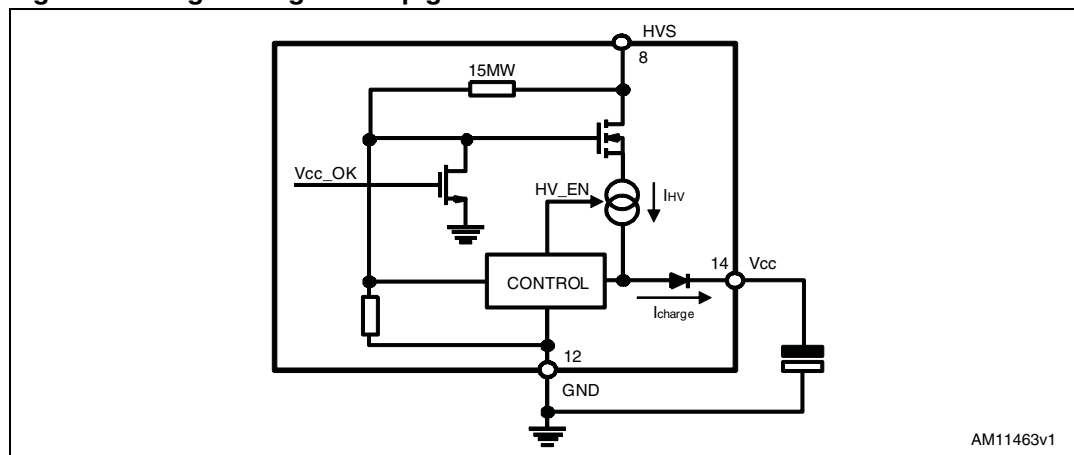 HVS
8
15MW
Vcc_OK
HV_EN
IHV
14 Vcc
CONTROL
Icharge
12
GND
AM11463v1